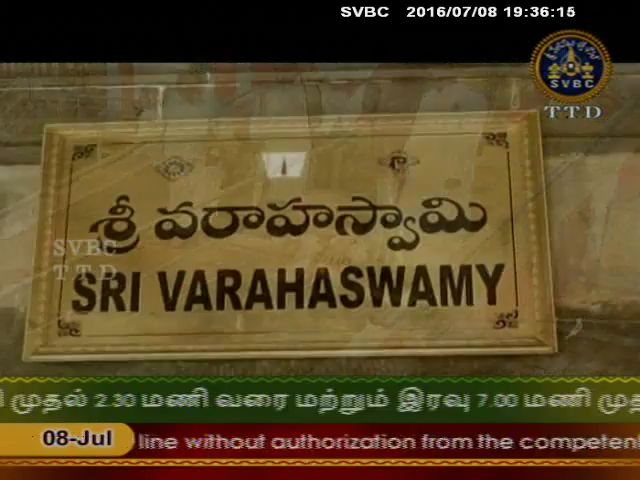 SVBC 2016/07/08 19:36:15
SVBC
TTD
శ్రీ వరాహస్వామి
SVBC
TTD
SRI VARAHASWAMY
முதல் 2.30 மணி வரை மற்றும் இரவு 7.00 மணி முத
08-Jul line without authorization from the competen